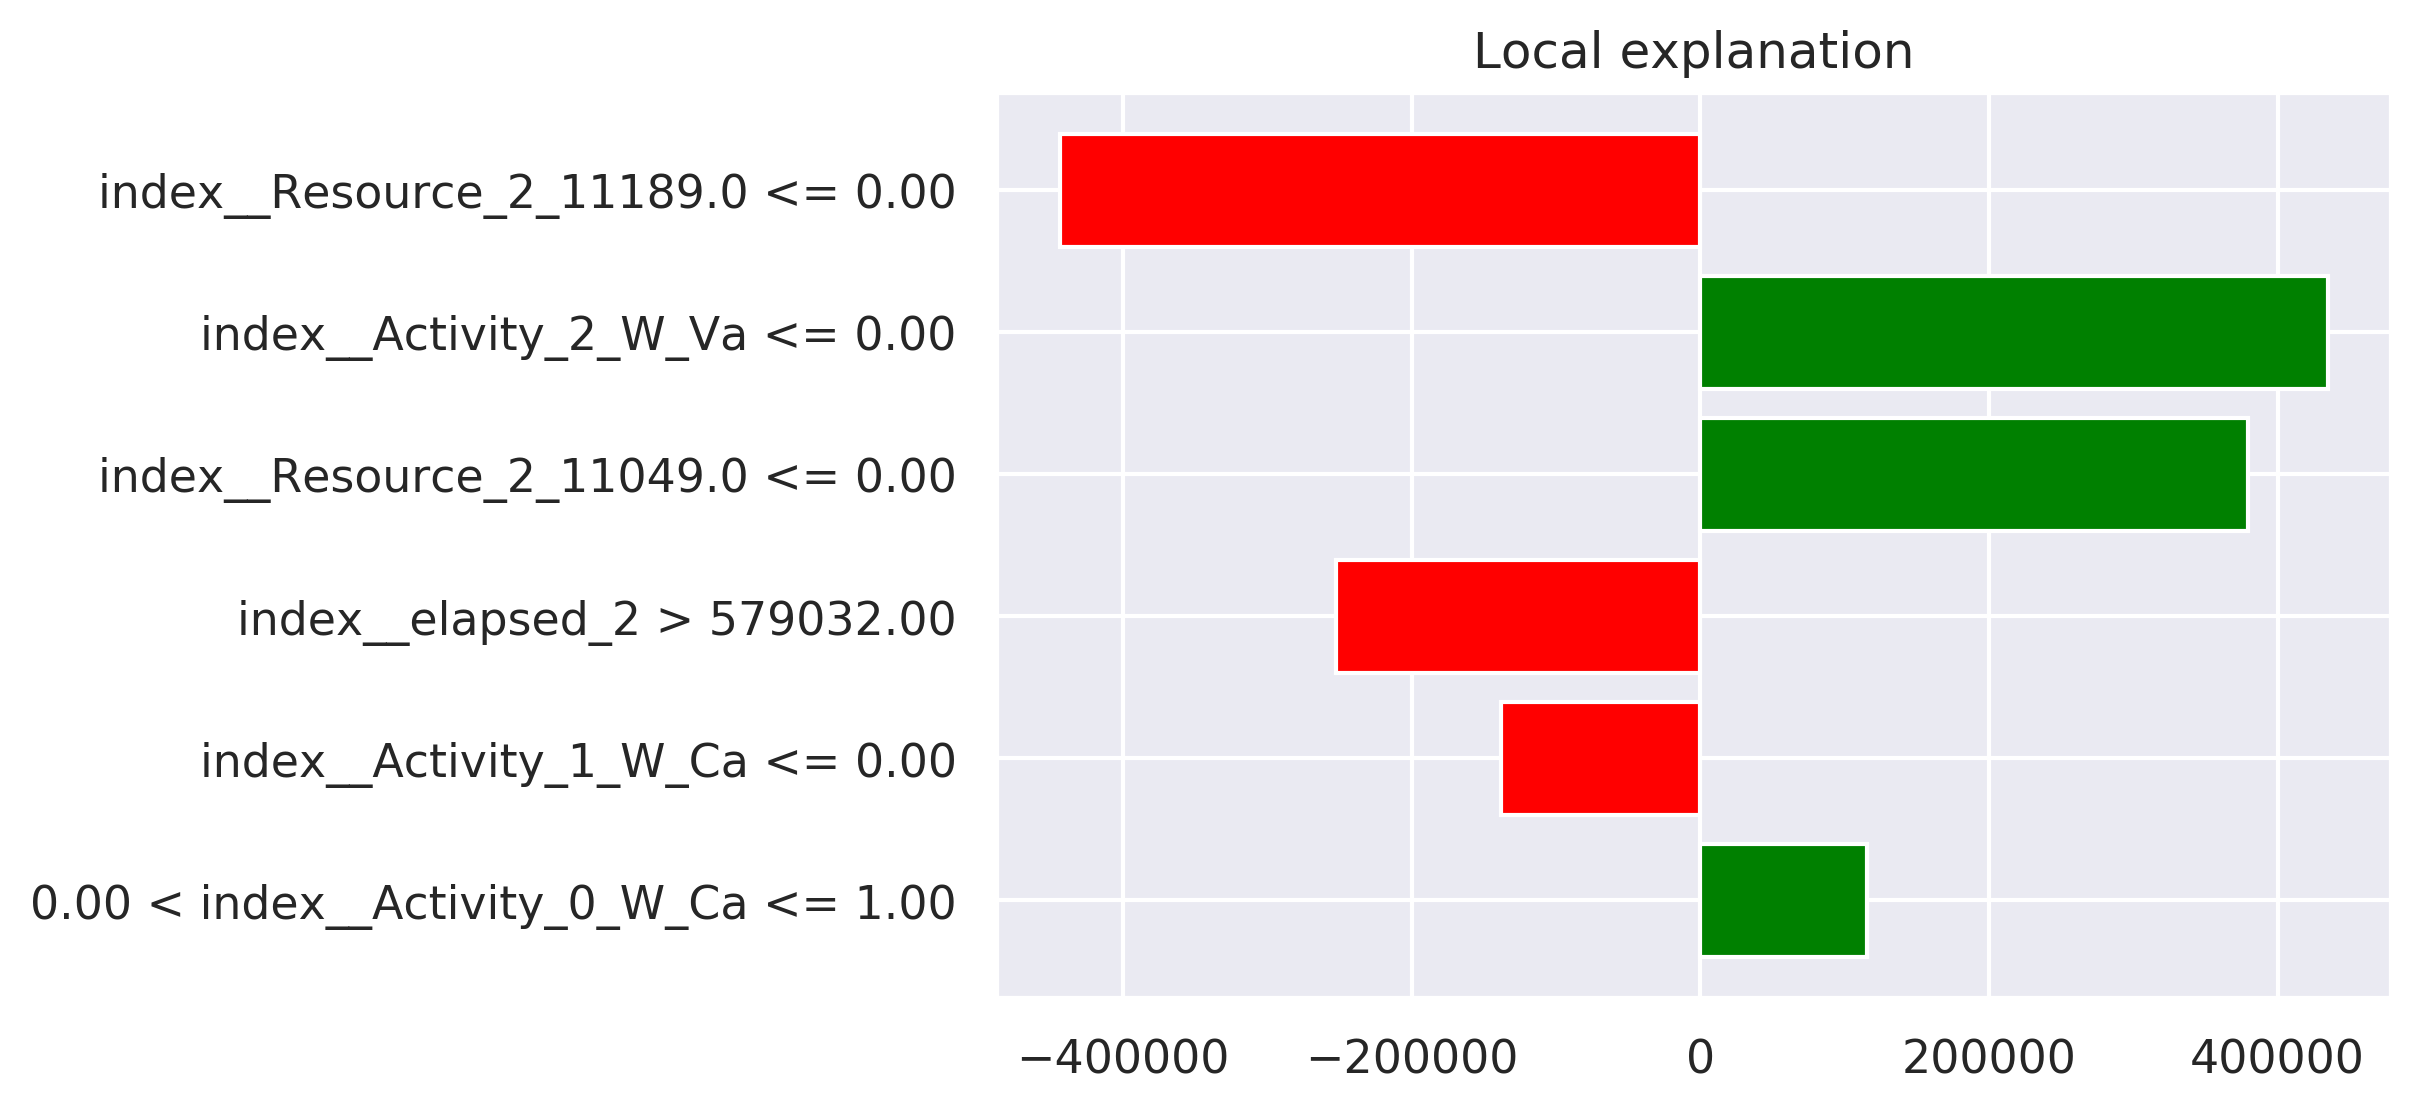 Local explanation
index__Resource_2_11189.0 <= 0.00
index__Activity_2_W_Va <= 0.00
index__Resource_2_11049.0 <= 0.00
index__elapsed_2 > 579032.00
index__Activity_1_W_Ca <= 0.00
0.00 < index__Activity_0_W_Ca <= 1.00
−400000 −200000 0 200000 400000